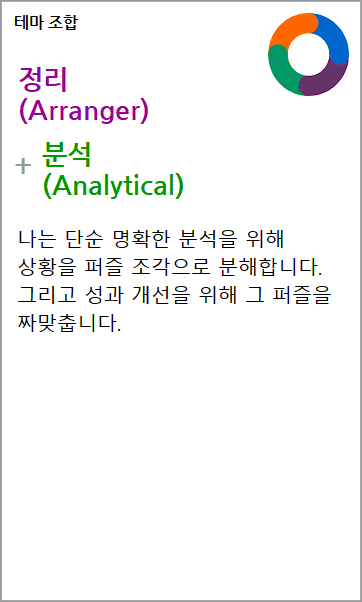 테마 조합
정리
(Arranger)
+ 분석
(Analytical)
나는 단순 명확한 분석을 위해
상황을 퍼즐 조각으로 분해합니다.
그리고 성과 개선을 위해 그 퍼즐을
짜맞춥니다.